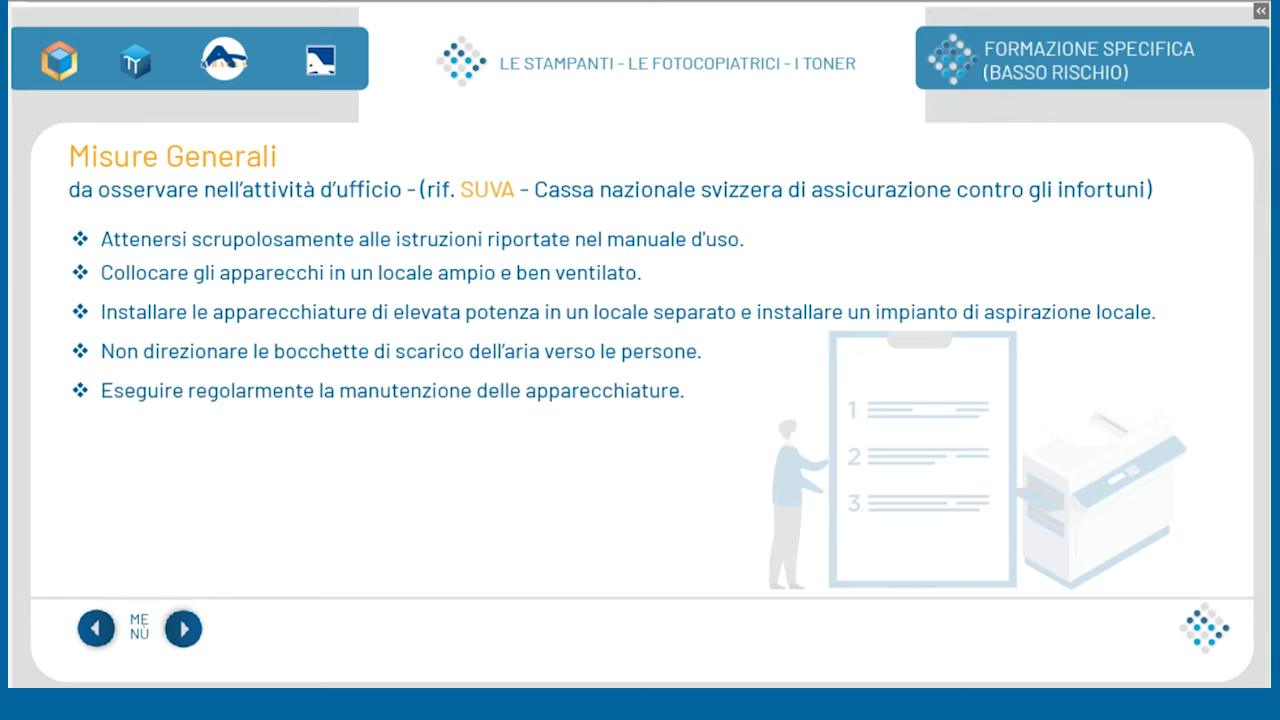 LE STAMPANTI - LE FOTOCOPIATRICI - I TONER
FORMAZIONE SPECIFICA
(BASSO RISCHIO)
Misure Generali
da osservare nell’attività d’ufficio - (rif. SUVA - Cassa nazionale svizzera di assicurazione contro gli infortuni)
❖ Attenersi scrupolosamente alle istruzioni riportate nel manuale d'uso.
❖ Collocare gli apparecchi in un locale ampio e ben ventilato.
❖ Installare le apparecchiature di elevata potenza in un locale separato e installare un impianto di aspirazione locale.
❖ Non direzionare le bocchette di scarico dell’aria verso le persone.
❖ Eseguire regolarmente la manutenzione delle apparecchiature.
1
2
3.
ME
NÙ